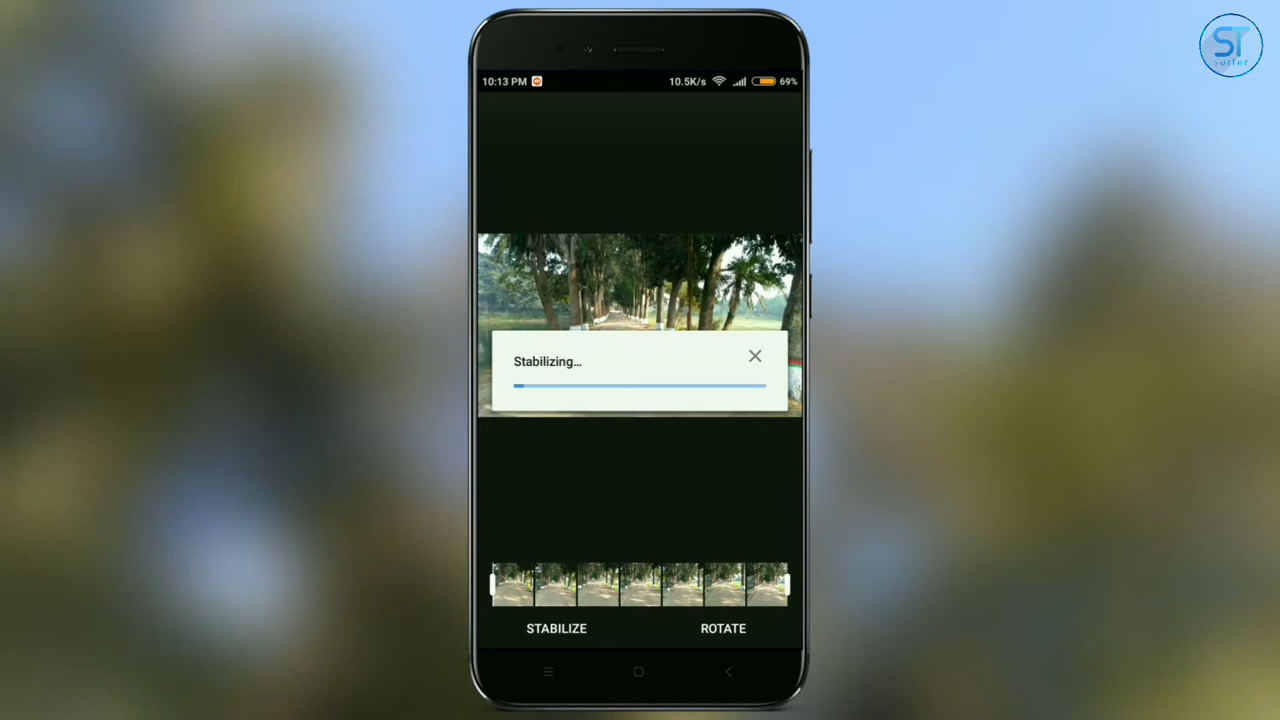 ST
surfer
10:13 PM
10.5K/s
69%
Stabilizing...
STABILIZE
ROTATE